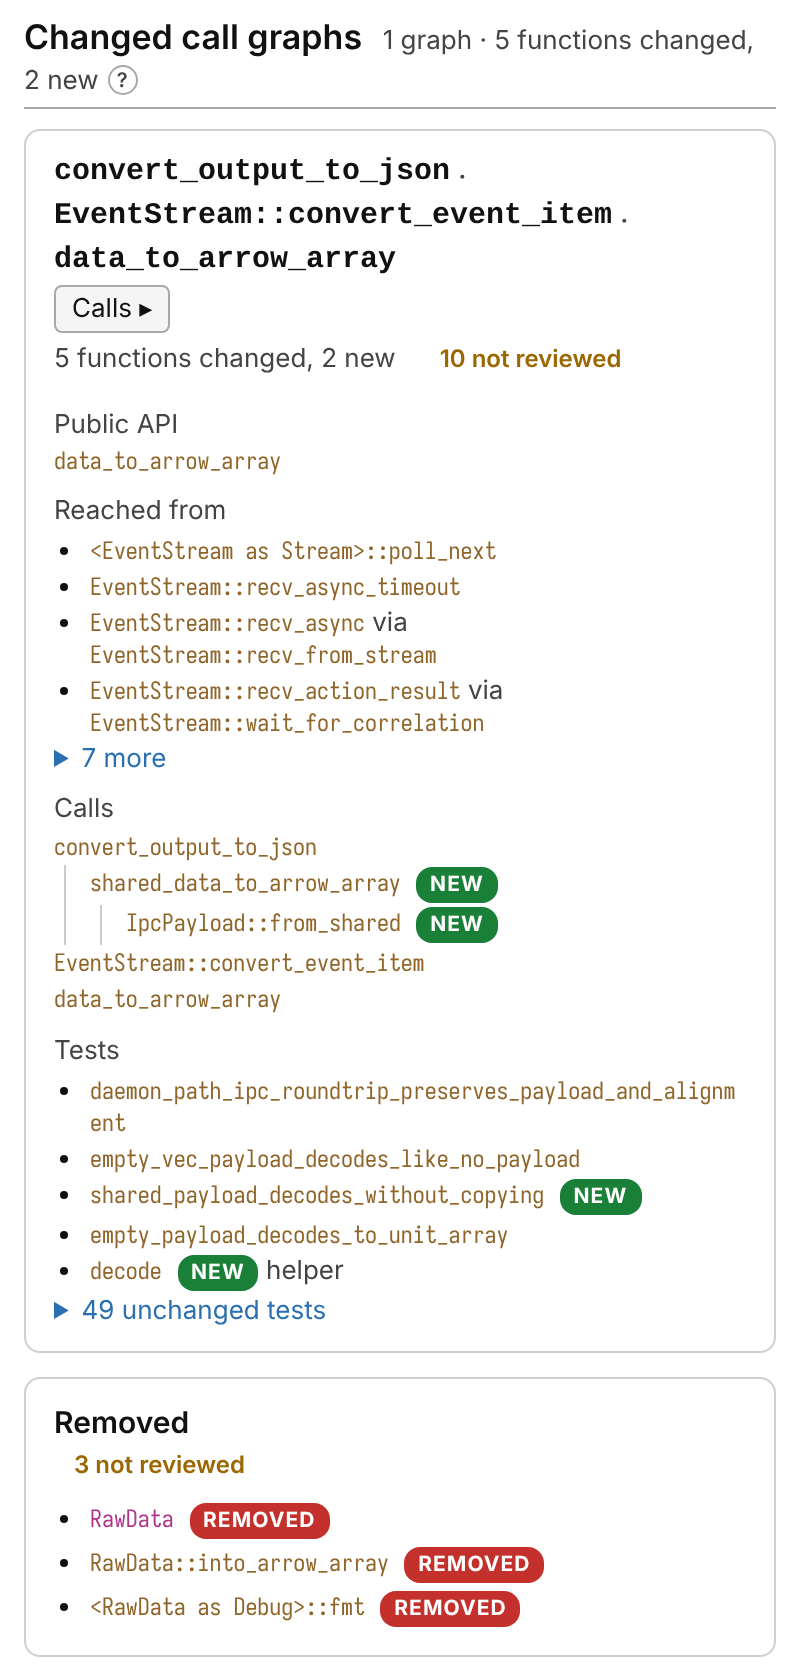 Changed call graphs 1 graph · 5 functions changed,
2 new ?
convert_output_to_json ·
EventStream::convert_event_item ·
data_to_arrow_array
Calls ▸
5 functions changed, 2 new 10 not reviewed
Public API
data_to_arrow_array
Reached from
• <EventStream as Stream>::poll_next
• EventStream::recv_async_timeout
• EventStream::recv_async via
EventStream::recv_from_stream
• EventStream::recv_action_result via
EventStream::wait_for_correlation
▶ 7 more
Calls
convert_output_to_json
shared_data_to_arrow_array NEW
IpcPayload::from_shared NEW
EventStream::convert_event_item
data_to_arrow_array
Tests
• daemon_path_ipc_roundtrip_preserves_payload_and_alignm
ent
• empty_vec_payload_decodes_like_no_payload
• shared_payload_decodes_without_copying NEW
• empty_payload_decodes_to_unit_array
• decode NEW helper
▶ 49 unchanged tests
Removed
3 not reviewed
• RawData REMOVED
• RawData::into_arrow_array REMOVED
• <RawData as Debug>::fmt REMOVED